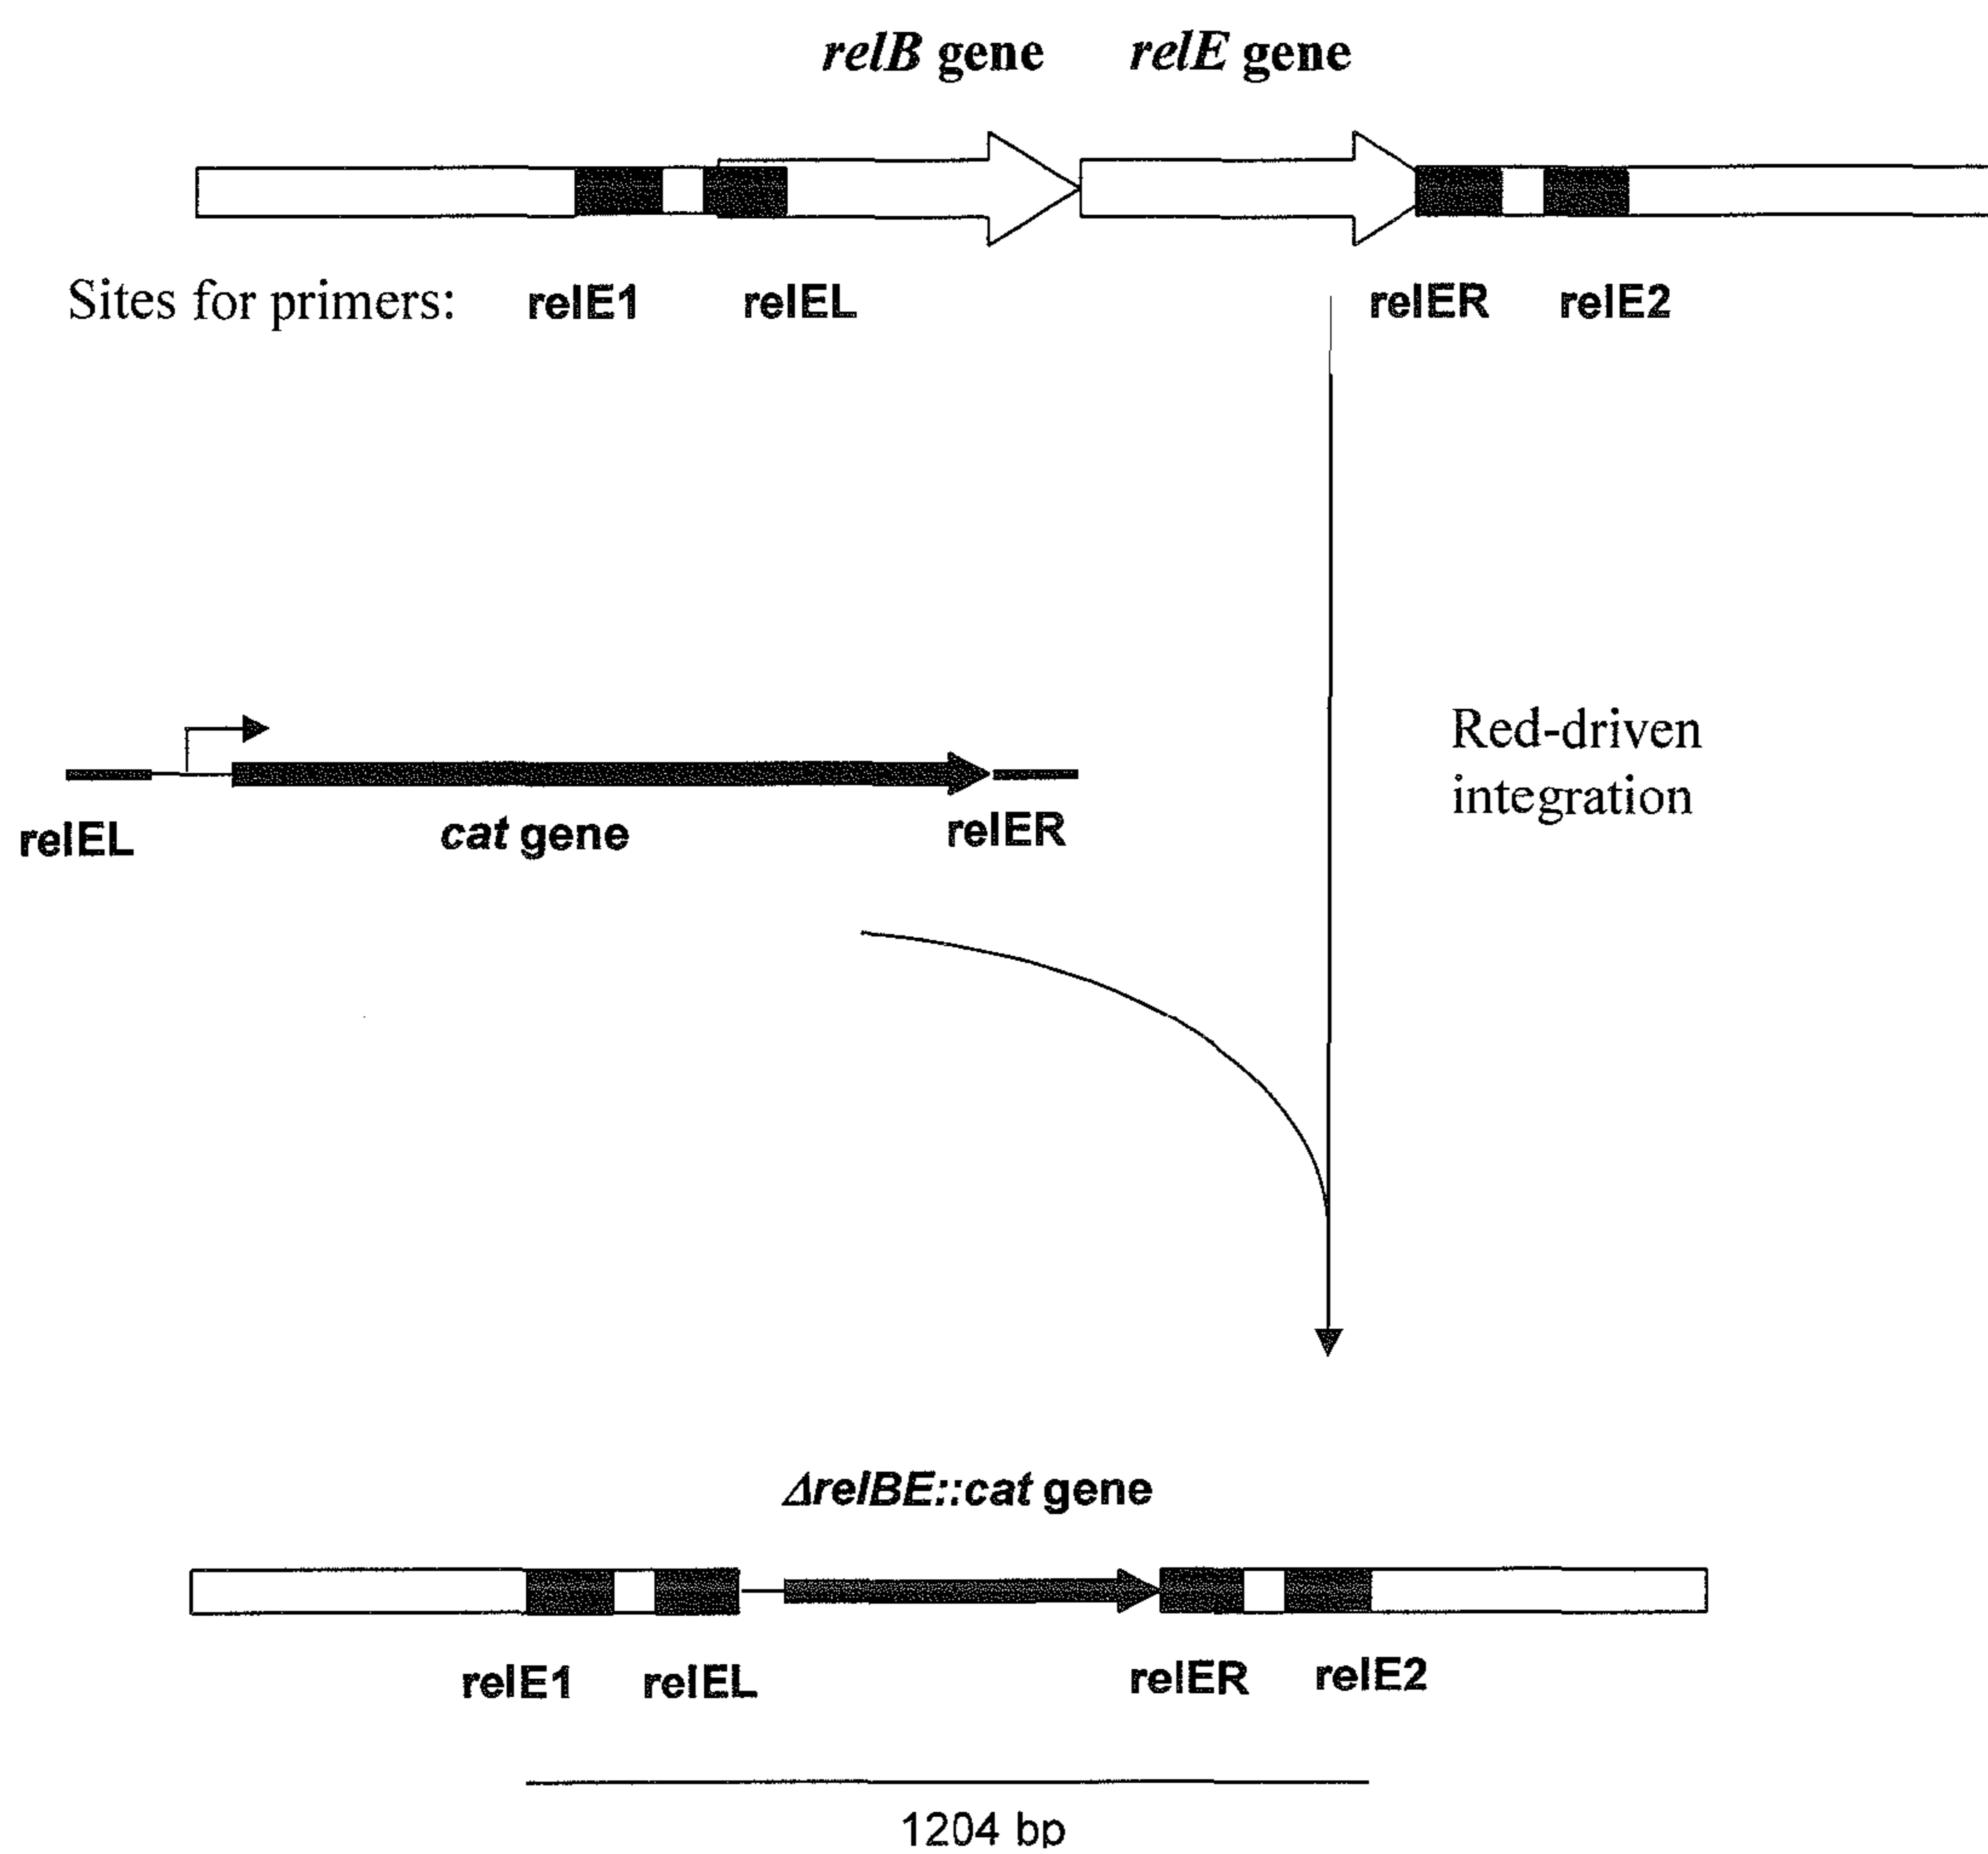 relB gene relE gene
Sites for primers: relE1 relEL relER relE2
Red-driven
integration
relEL cat gene relER
ΔrelBE::cat gene
relE1 relEL relER relE2
1204 bp